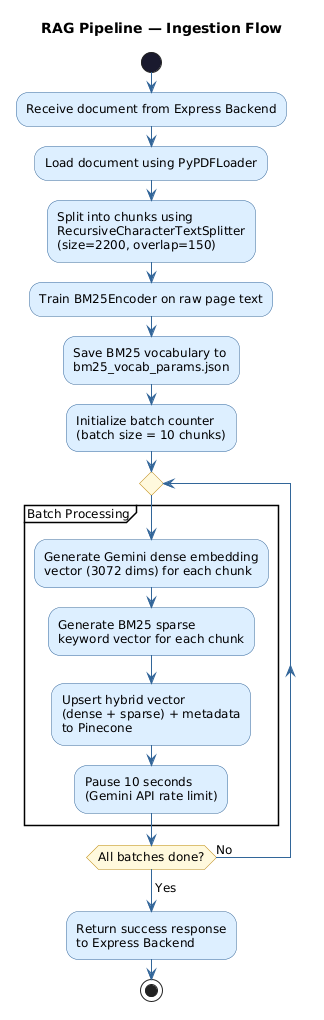 RAG Pipeline — Ingestion Flow
Receive document from Express Backend
Load document using PyPDFLoader
Split into chunks using
RecursiveCharacterTextSplitter
(size=2200, overlap=150)
Train BM25Encoder on raw page text
Save BM25 vocabulary to
bm25_vocab_params.json
Initialize batch counter
(batch size = 10 chunks)
Batch Processing
Generate Gemini dense embedding
vector (3072 dims) for each chunk
Generate BM25 sparse
keyword vector for each chunk
Upsert hybrid vector
(dense + sparse) + metadata
to Pinecone
Pause 10 seconds
(Gemini API rate limit)
All batches done?
No
Yes
Return success response
to Express Backend